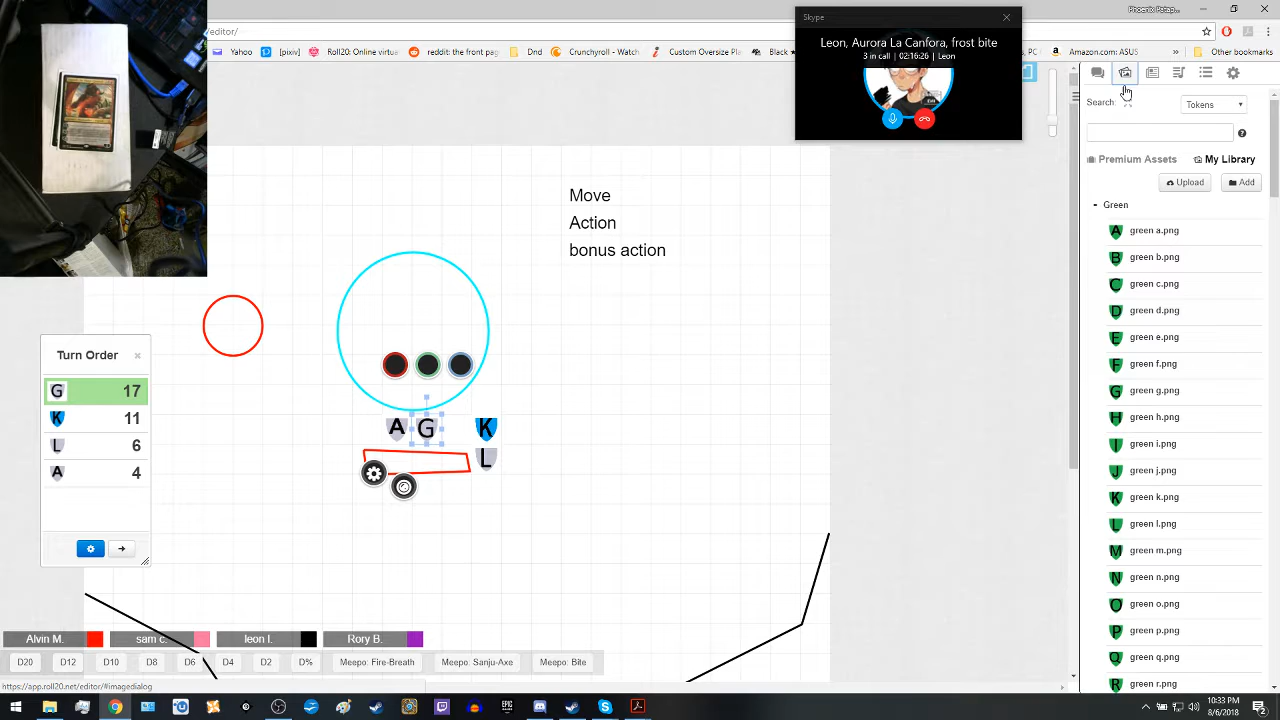 Phoenix Pablo...
editor/
Skype
Leon, Aurora La Canfora, frost bite
3 in call | 02:16:26 | Leon
Yahoo
Roll20: Online virtu
Pag
Dnd
Crunchyroll - Watch
Custom Oversize Pla
Amazon.com: ASUS
Other bookmarks
Search:
Tokens
Premium Assets
My Library
Upload
Add
Green
green a.png
green b.png
green c.png
green d.png
green e.png
green f.png
green g.png
green h.png
green i.png
green j.png
green k.png
green l.png
green m.png
green n.png
green o.png
green p.png
green q.png
green r.png
A
B
C
D
E
F
G
H
I
J
K
L
M
N
O
P
Q
R
Move
Action
bonus action
Turn Order
G 17
K 11
L 6
A 4
A G K
L
Alvin M.
sam c.
leon l.
Rory B.
D20
D12
D10
D8
D6
D4
D2
D%
Meepo: Fire-Breath
Meepo: Sanju-Axe
Meepo: Bite
https://app.roll20.net/editor/#imagedialog
EPIC
10:33 PM
8/6/2018